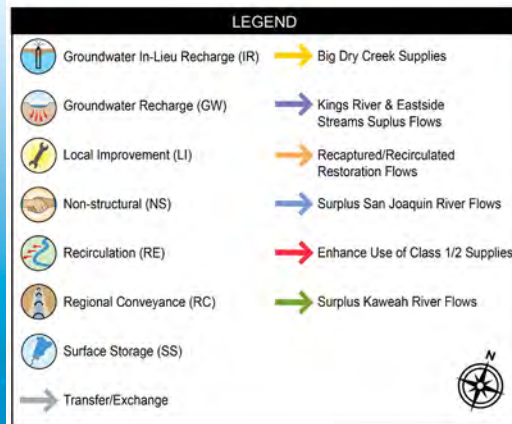 LEGEND
Groundwater In-Lieu Recharge (IR)
Groundwater Recharge (GW)
Local Improvement (LI)
Non-structural (NS)
Recirculation (RE)
Regional Conveyance (RC)
Surface Storage (SS)
Transfer/Exchange
Big Dry Creek Supplies
Kings River & Eastside
Streams Suplus Flows
Recaptured/Recirculated
Restoration Flows
Surplus San Joaquin River Flows
Enhance Use of Class 1/2 Supplies
Surplus Kaweah River Flows
N